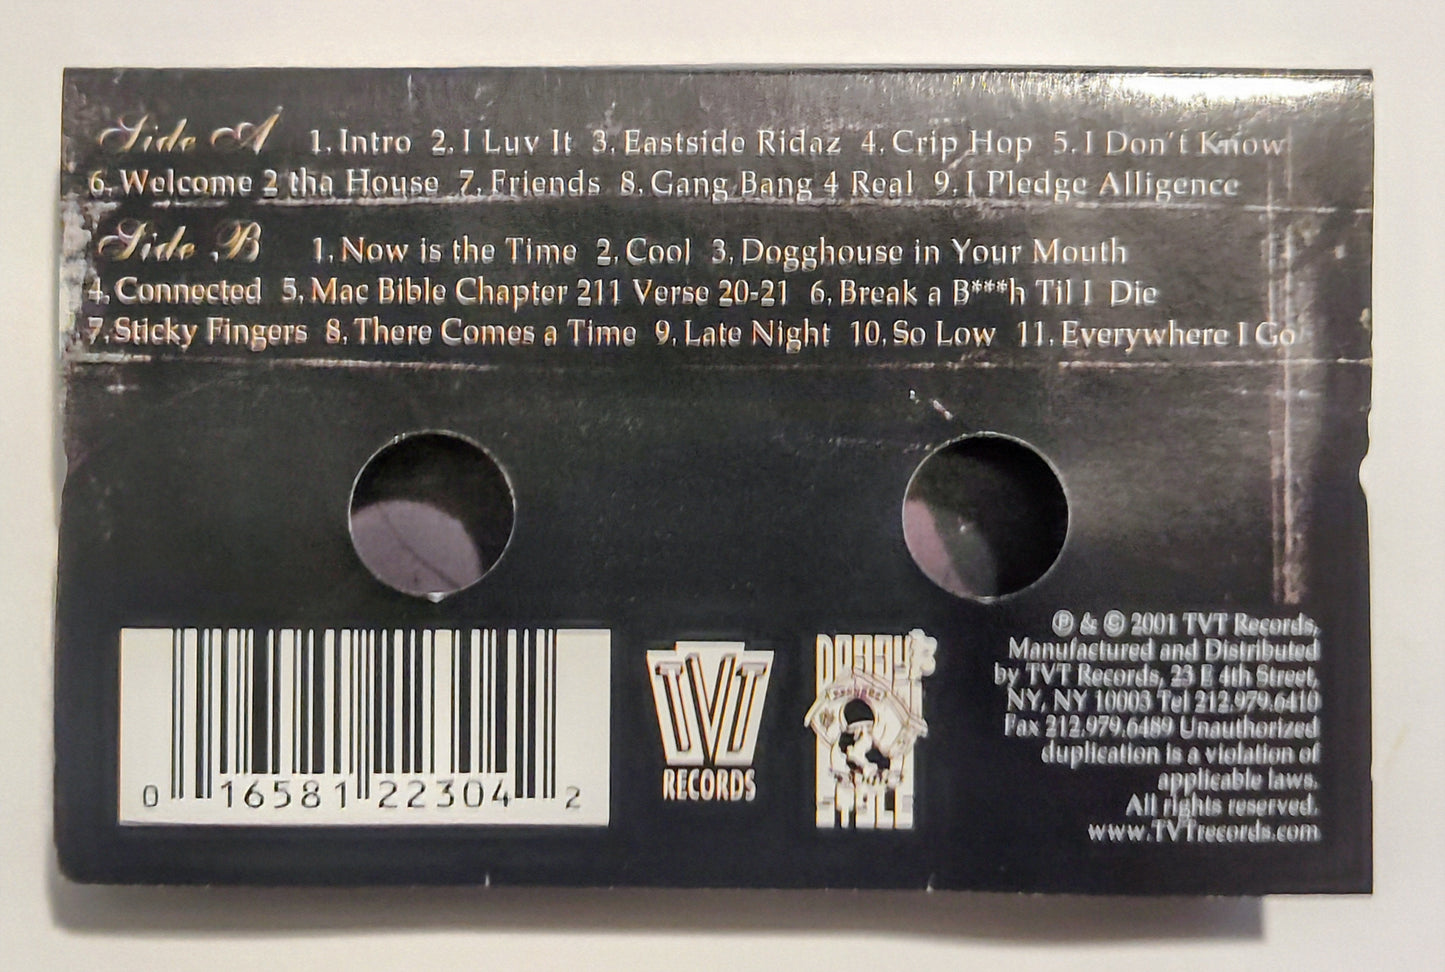 Side A 1. Intro 2. I Luv It 3. Eastside Ridaz 4. Crip Hop 5. I Don't Know
6. Welcome 2 tha House 7. Friends 8. Gang Bang 4 Real 9. I Pledge Alligence
Side B 1. Now is the Time 2. Cool 3. Dogghouse in Your Mouth
4. Connected 5. Mac Bible Chapter 211 Verse 20-21 6. Break a B***h Til I Die
7. Sticky Fingers 8. There Comes a Time 9. Late Night 10. So Low 11. Everywhere I Go
0 16581 22304 2
TVT
RECORDS
DOGGY
STYLE
℗ & © 2001 TVT Records,
Manufactured and Distributed
by TVT Records, 23 E 4th Street,
NY, NY 10003 Tel 212.979.6410
Fax 212.979.6489 Unauthorized
duplication is a violation of
applicable laws.
All rights reserved.
www.TVTrecords.com